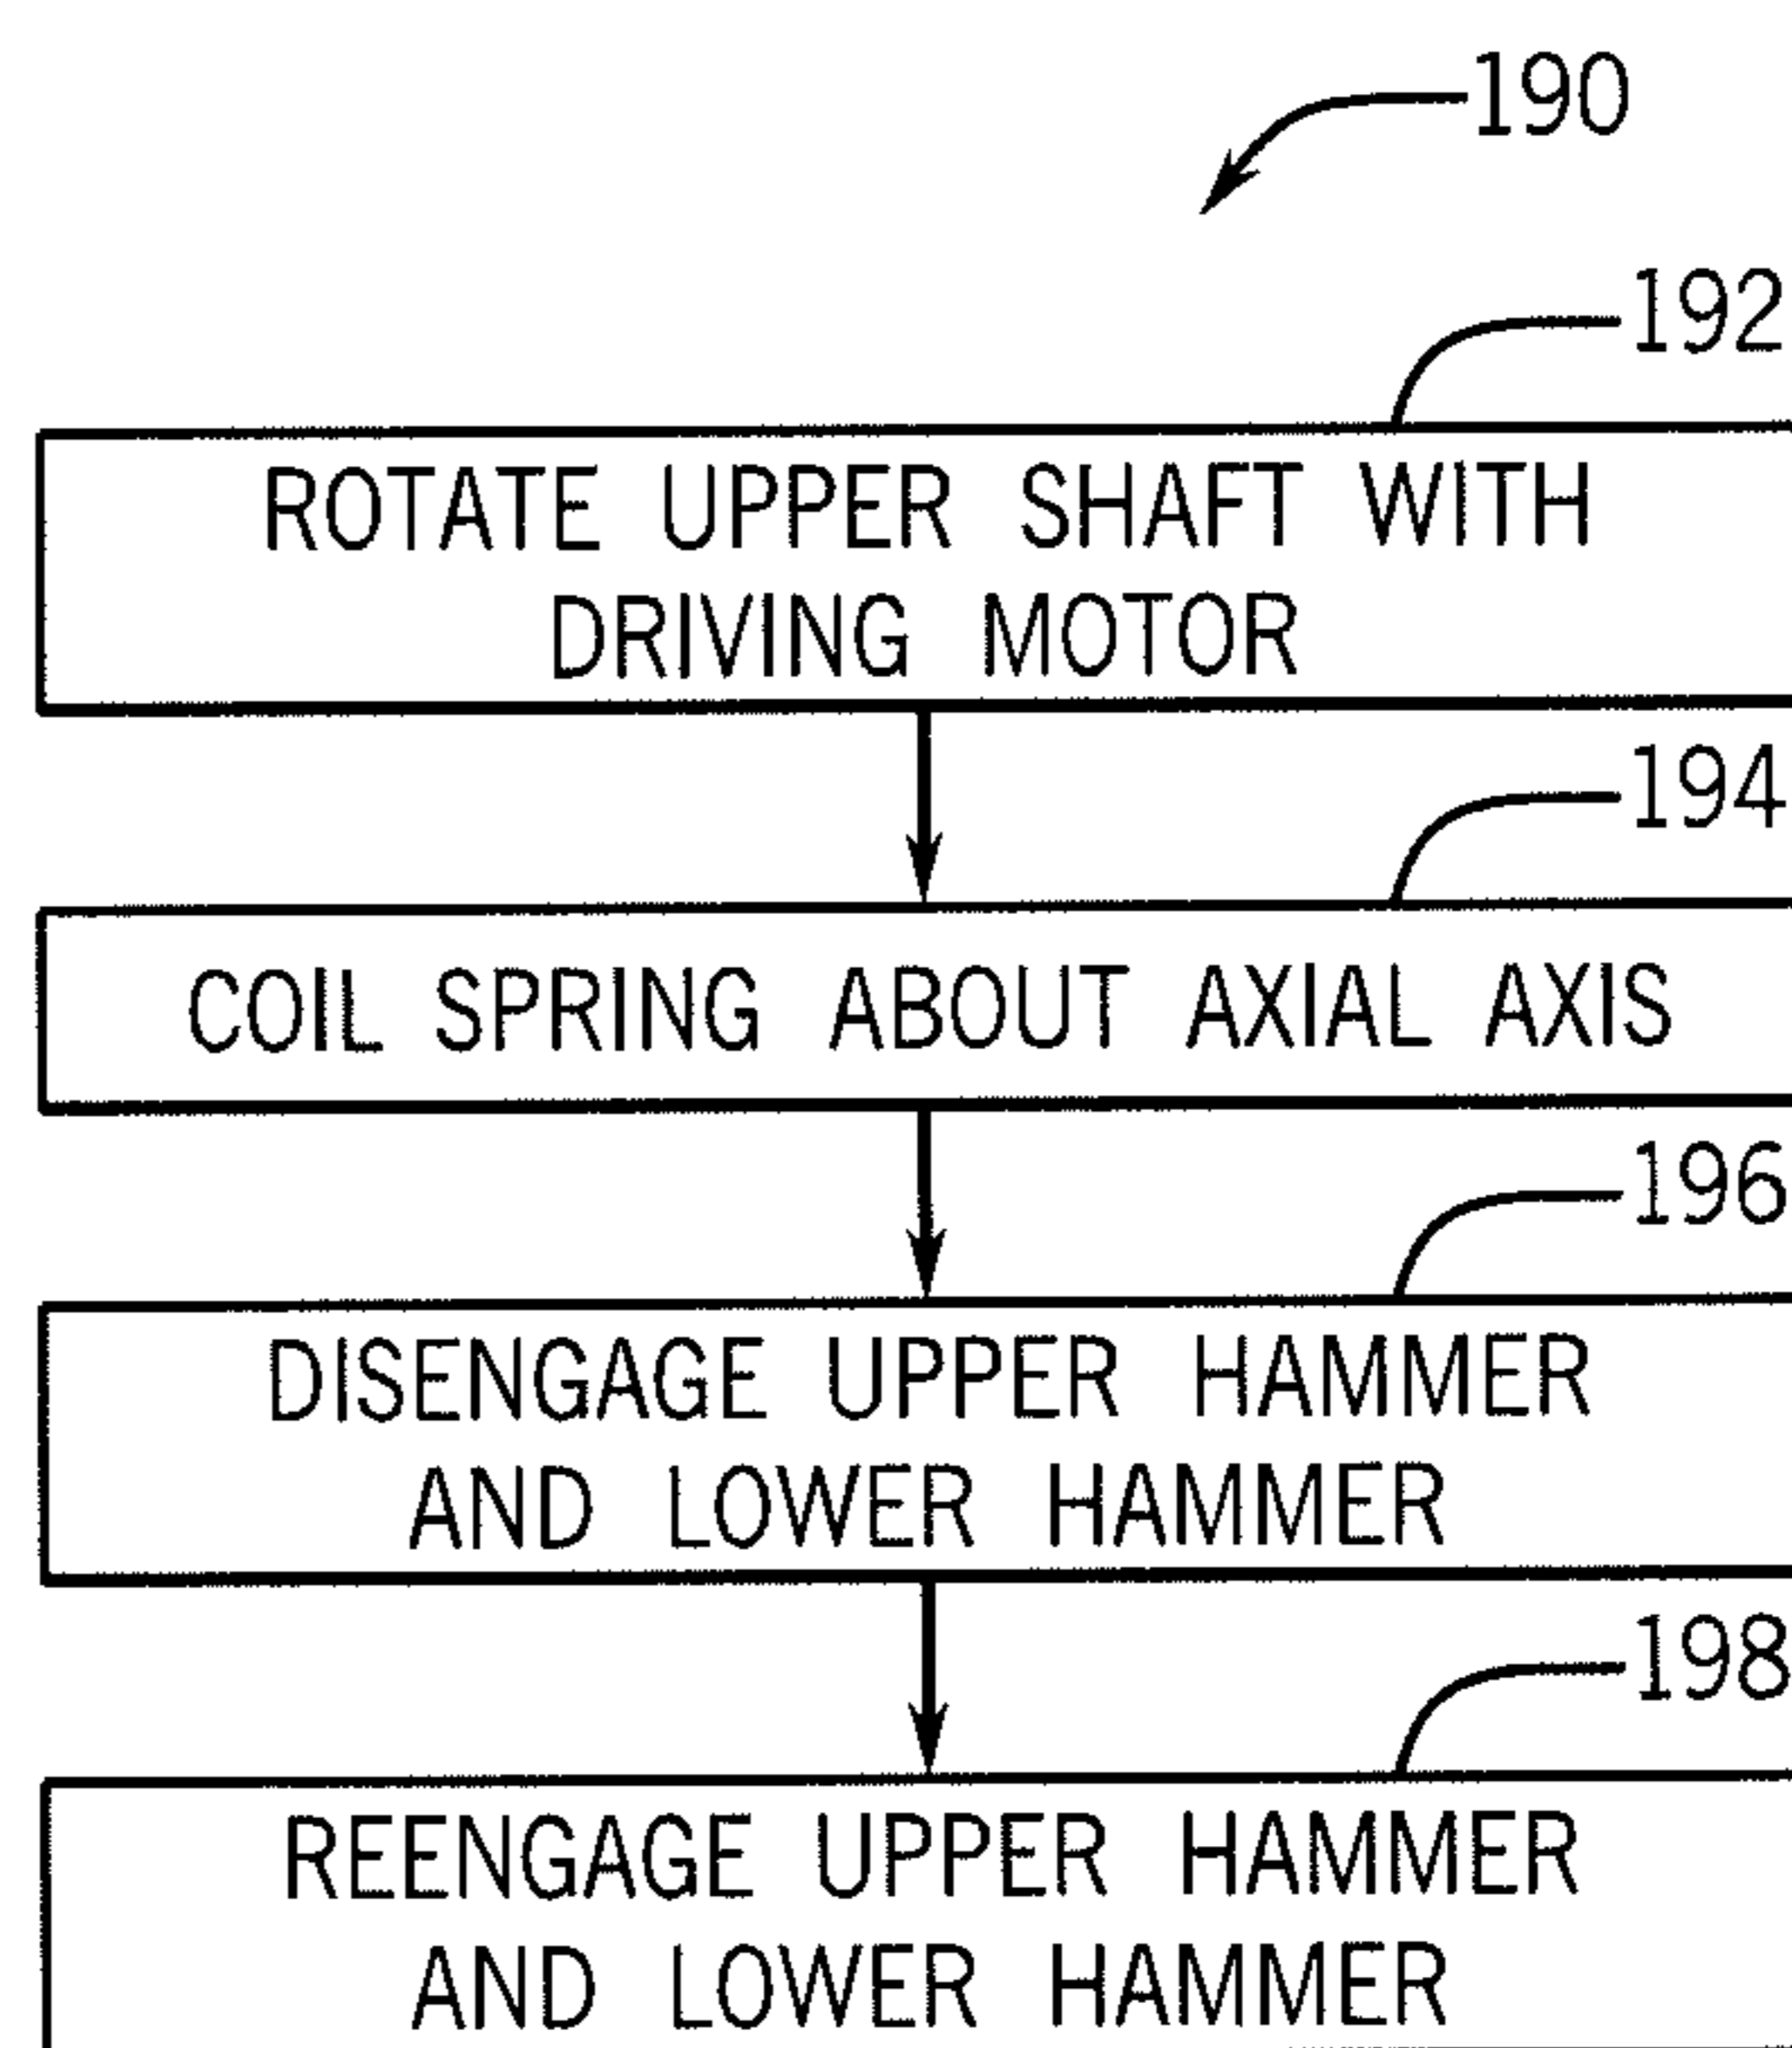 190
192
ROTATE UPPER SHAFT WITH
DRIVING MOTOR
194
COIL SPRING ABOUT AXIAL AXIS
196
DISENGAGE UPPER HAMMER
AND LOWER HAMMER
198
REENGAGE UPPER HAMMER
AND LOWER HAMMER